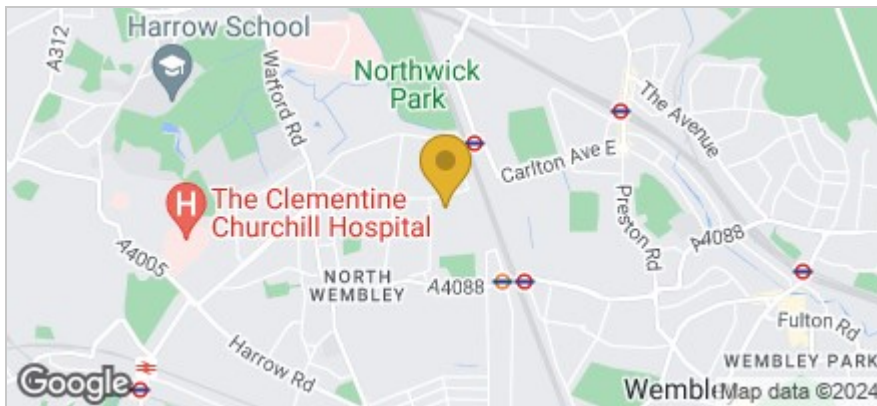 Harrow School
A312
Watford Rd
Northwick
Park
The Avenue
Carlton Ave E
H
The Clementine
Churchill Hospital
Preston Rd
A4088
A4005
NORTH
WEMBLEY
A4088
Harrow Rd
Fulton Rd
WEMBLEY PARK
Google
Wemble
Map data ©2024